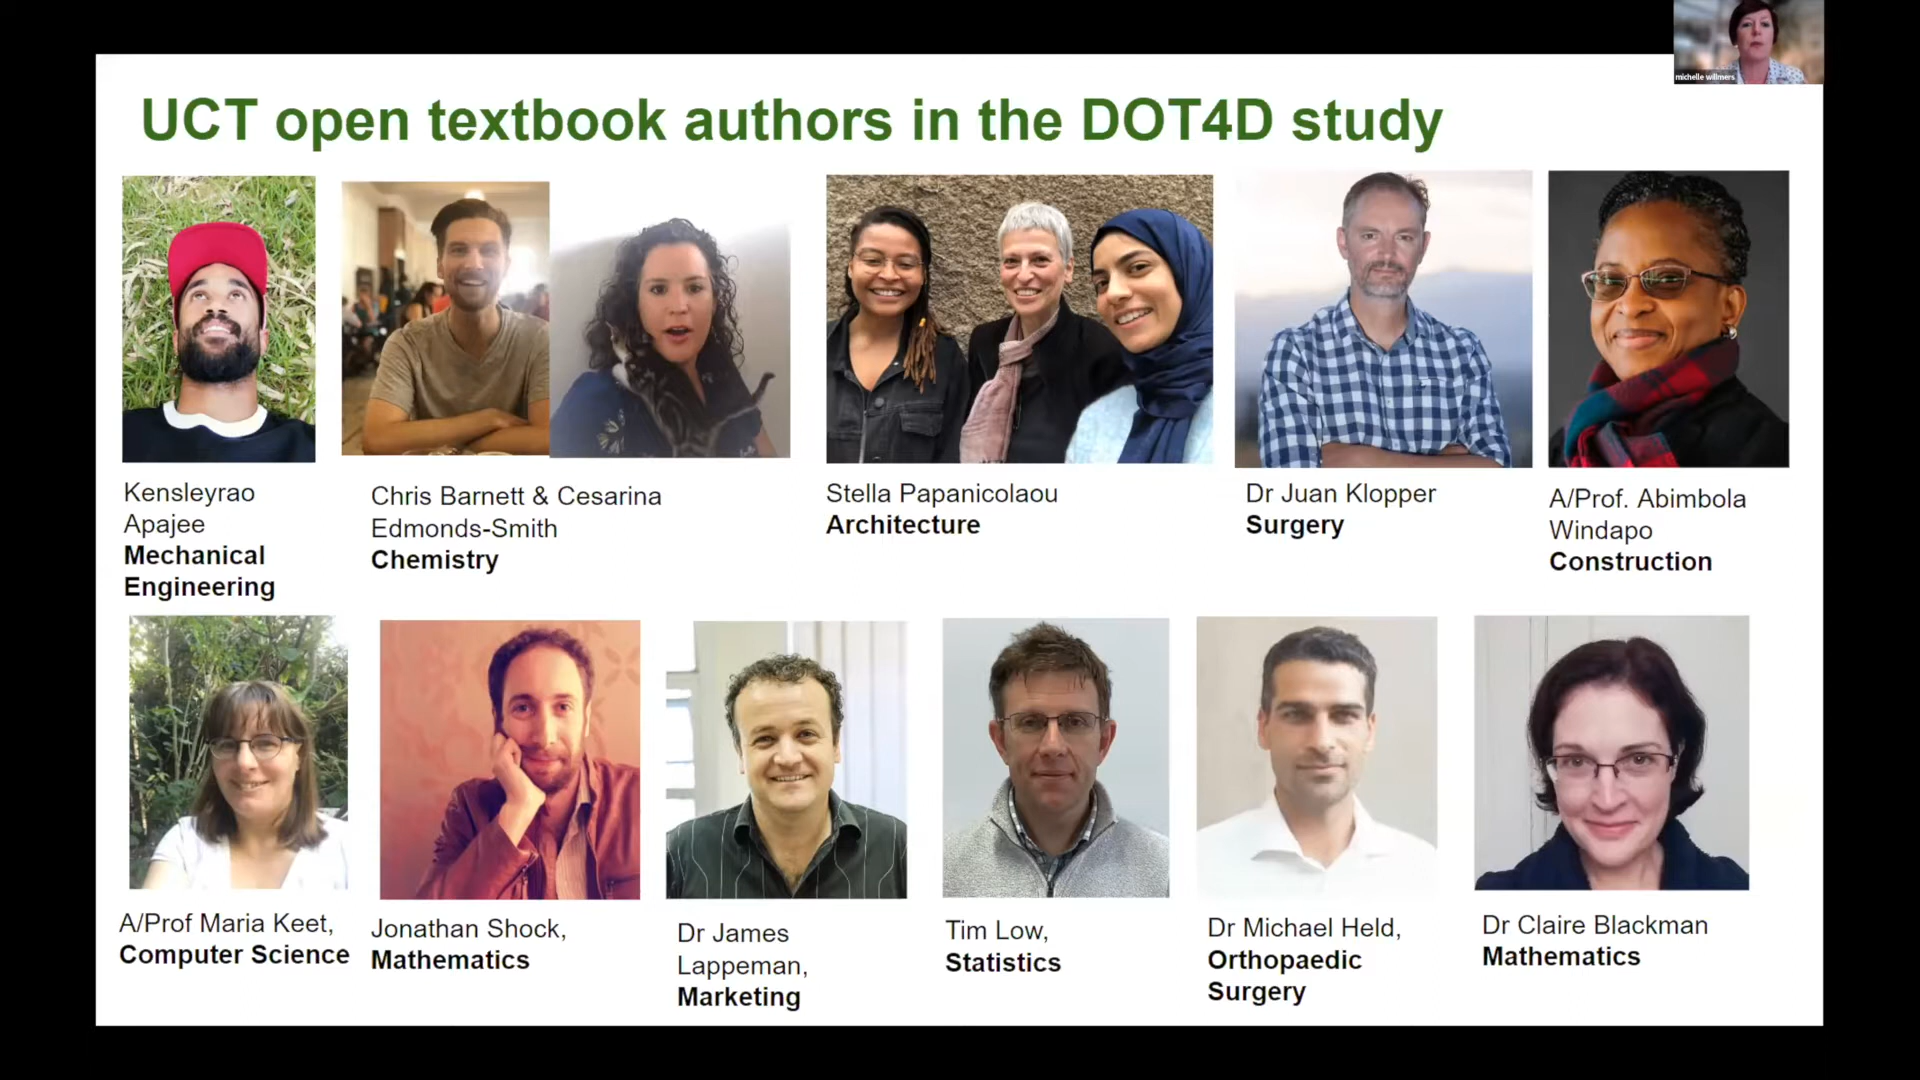 michelle willmers
UCT open textbook authors in the DOT4D study
Kensleyrao
Apajee
Mechanical
Engineering
Chris Barnett & Cesarina
Edmonds-Smith
Chemistry
Stella Papanicolaou
Architecture
Dr Juan Klopper
Surgery
A/Prof. Abimbola
Windapo
Construction
A/Prof Maria Keet,
Computer Science
Jonathan Shock,
Mathematics
Dr James
Lappeman,
Marketing
Tim Low,
Statistics
Dr Michael Held,
Orthopaedic
Surgery
Dr Claire Blackman
Mathematics